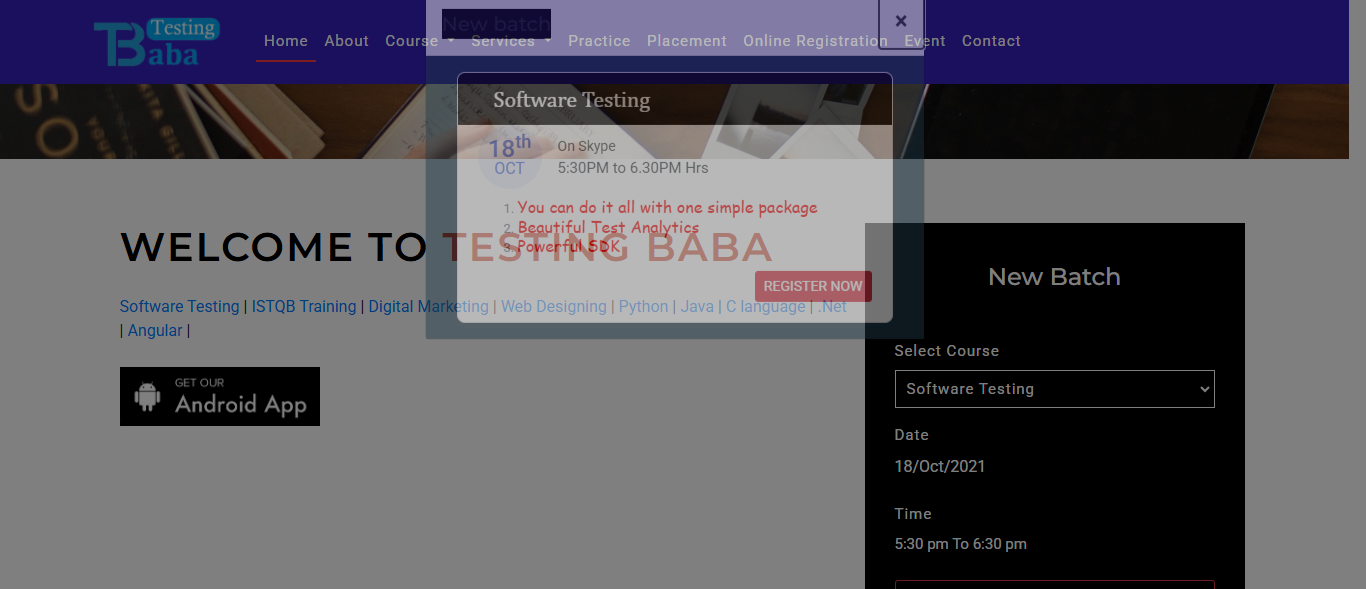 Testing
Baba
Home About Course Services Practice Placement Online Registration Event Contact
New batch
×
Software Testing
18th
OCT
On Skype
5:30PM to 6.30PM Hrs
1. You can do it all with one simple package
2. Beautiful Test Analytics
3. Powerful SDK
REGISTER NOW
WELCOME TO TESTING BABA
Software Testing | ISTQB Training | Digital Marketing | Web Designing | Python | Java | C language | .Net
| Angular |
GET OUR
Android App
New Batch
Select Course
Software Testing
Date
18/Oct/2021
Time
5:30 pm To 6:30 pm